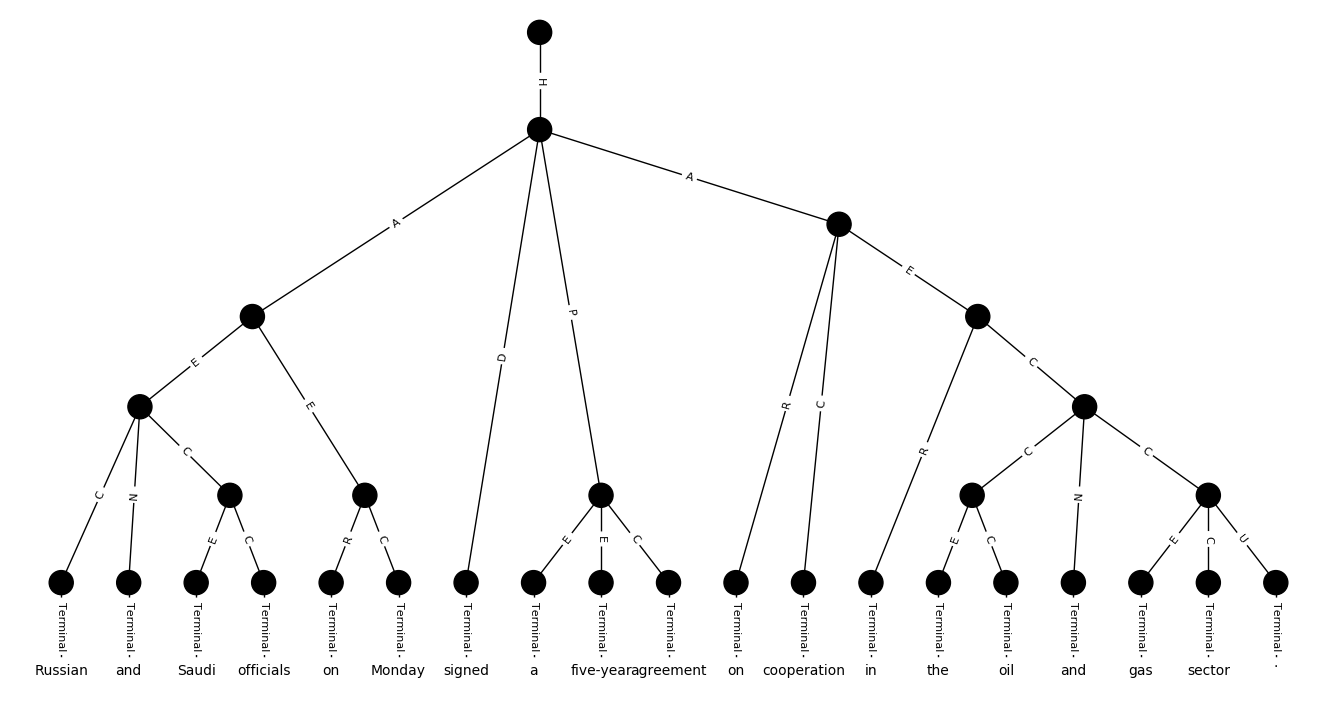 H
A
A
D
P
E
E
E
R
C
R
C
C
N
C
C
N
C
E
C
R
C
E
E
C
E
C
E
C
U
Terminal Terminal Terminal Terminal Terminal Terminal Terminal Terminal Terminal Terminal Terminal Terminal Terminal Terminal Terminal Terminal Terminal Terminal Terminal
Russian and Saudi officials on Monday signed a five-year agreement on cooperation in the oil and gas sector .